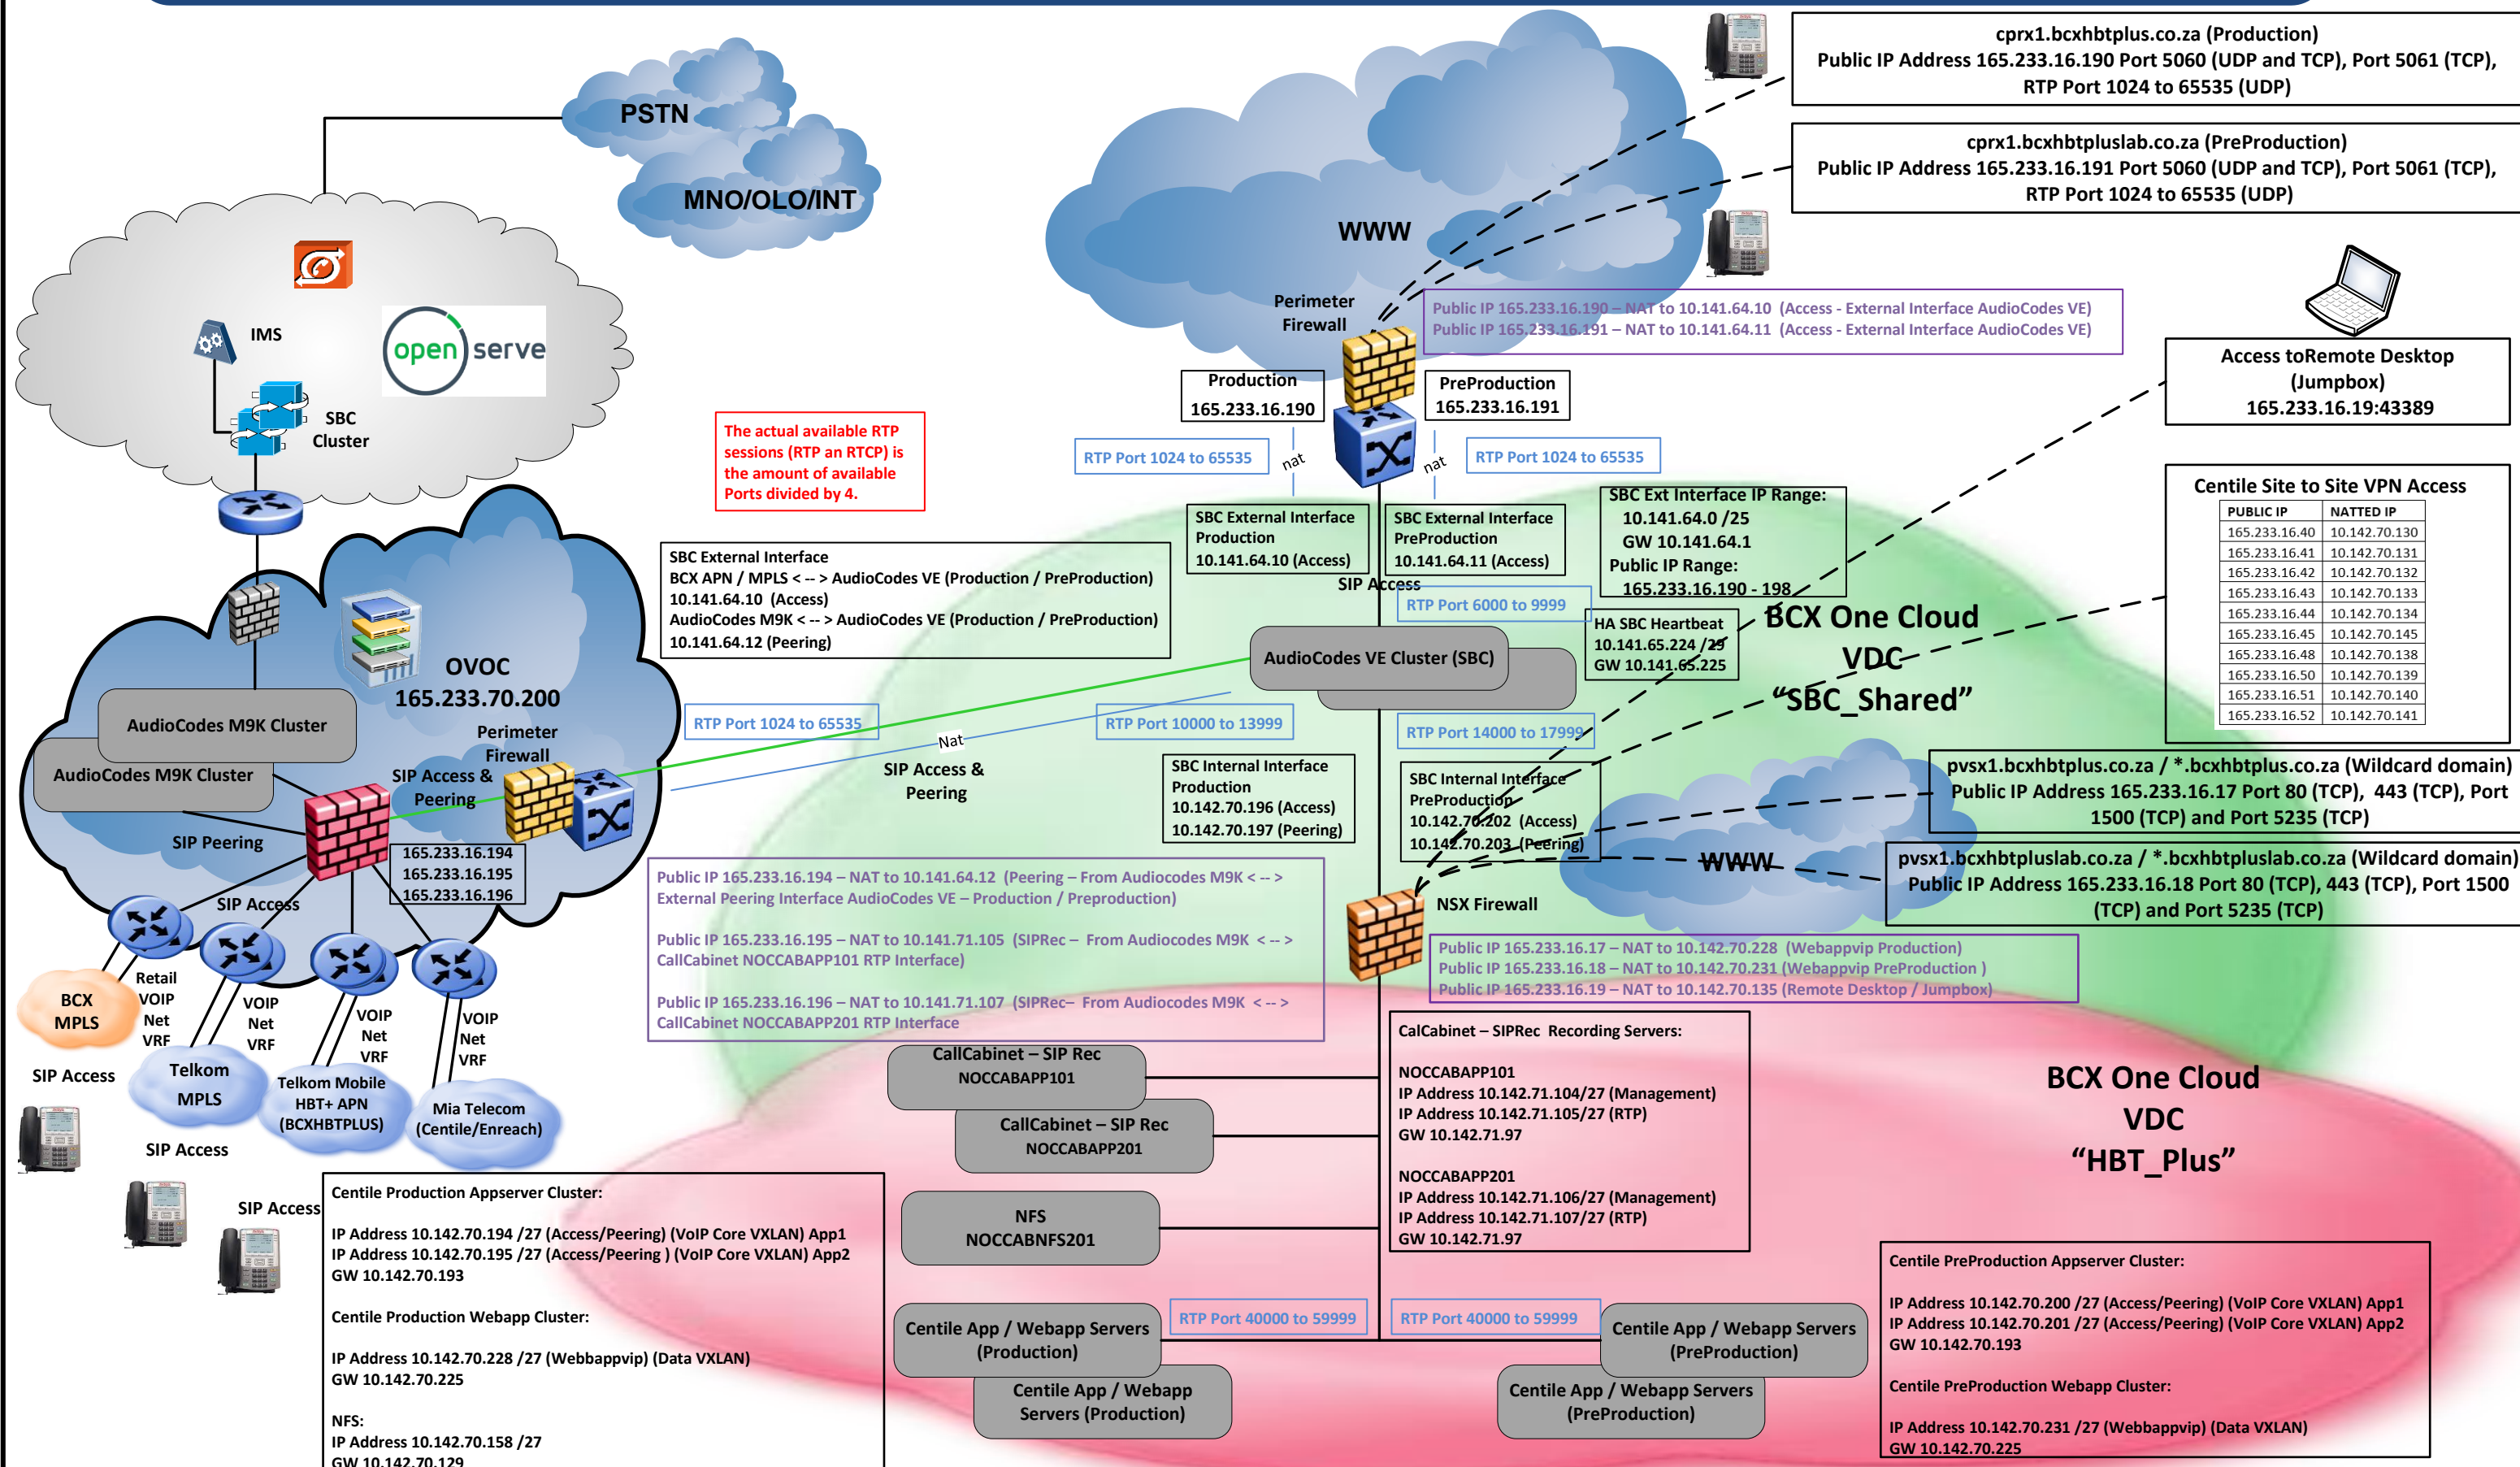 PSTN
MNO/OLO/INT
WWW
cprx1.bcxhbtplus.co.za (Production)
Public IP Address 165.233.16.190 Port 5060 (UDP and TCP), Port 5061 (TCP),
RTP Port 1024 to 65535 (UDP)
cprx1.bcxhbtpluslab.co.za (PreProduction)
Public IP Address 165.233.16.191 Port 5060 (UDP and TCP), Port 5061 (TCP),
RTP Port 1024 to 65535 (UDP)
IMS
open serve
SBC
Cluster
Perimeter
Firewall
Public IP 165.233.16.190 – NAT to 10.141.64.10 (Access - External Interface AudioCodes VE)
Public IP 165.233.16.191 – NAT to 10.141.64.11 (Access - External Interface AudioCodes VE)
Production
165.233.16.190
PreProduction
165.233.16.191
Access toRemote Desktop
(Jumpbox)
165.233.16.19:43389
The actual available RTP
sessions (RTP an RTCP) is
the amount of available
Ports divided by 4.
RTP Port 1024 to 65535
nat
nat
RTP Port 1024 to 65535
Centile Site to Site VPN Access
PUBLIC IP NATTED IP
165.233.16.40 10.142.70.130
165.233.16.41 10.142.70.131
165.233.16.42 10.142.70.132
165.233.16.43 10.142.70.133
165.233.16.44 10.142.70.134
165.233.16.45 10.142.70.145
165.233.16.48 10.142.70.138
165.233.16.50 10.142.70.139
165.233.16.51 10.142.70.140
165.233.16.52 10.142.70.141
SBC External Interface
Production
10.141.64.10 (Access)
SBC External Interface
PreProduction
10.141.64.11 (Access)
SIP Access
SBC Ext Interface IP Range:
10.141.64.0 /25
GW 10.141.64.1
Public IP Range:
165.233.16.190 - 198
SBC External Interface
BCX APN / MPLS < -- > AudioCodes VE (Production / PreProduction)
10.141.64.10 (Access)
AudioCodes M9K < -- > AudioCodes VE (Production / PreProduction)
10.141.64.12 (Peering)
RTP Port 6000 to 9999
HA SBC Heartbeat
10.141.65.224 /29
GW 10.141.65.225
BCX One Cloud
VDC
“SBC_Shared”
AudioCodes VE Cluster (SBC)
OVOC
165.233.70.200
AudioCodes M9K Cluster
AudioCodes M9K Cluster
Perimeter
Firewall
SIP Access &
Peering
SIP Peering
165.233.16.194
165.233.16.195
165.233.16.196
RTP Port 1024 to 65535
Nat
RTP Port 10000 to 13999
SIP Access &
Peering
RTP Port 14000 to 17999
SBC Internal Interface
Production
10.142.70.196 (Access)
10.142.70.197 (Peering)
SBC Internal Interface
PreProduction
10.142.70.202 (Access)
10.142.70.203 (Peering)
pvsx1.bcxhbtplus.co.za / *.bcxhbtplus.co.za (Wildcard domain)
Public IP Address 165.233.16.17 Port 80 (TCP), 443 (TCP), Port
1500 (TCP) and Port 5235 (TCP)
WWW
pvsx1.bcxhbtpluslab.co.za / *.bcxhbtpluslab.co.za (Wildcard domain)
Public IP Address 165.233.16.18 Port 80 (TCP), 443 (TCP), Port 1500
(TCP) and Port 5235 (TCP)
NSX Firewall
Public IP 165.233.16.194 – NAT to 10.141.64.12 (Peering – From Audiocodes M9K < -- >
External Peering Interface AudioCodes VE – Production / Preproduction)
Public IP 165.233.16.195 – NAT to 10.141.71.105 (SIPRec – From Audiocodes M9K < -- >
CallCabinet NOCCABAPP101 RTP Interface)
Public IP 165.233.16.196 – NAT to 10.141.71.107 (SIPRec– From Audiocodes M9K < -- >
CallCabinet NOCCABAPP201 RTP Interface
Public IP 165.233.16.17 – NAT to 10.142.70.228 (Webappvip Production)
Public IP 165.233.16.18 – NAT to 10.142.70.231 (Webappvip PreProduction )
Public IP 165.233.16.19 – NAT to 10.142.70.135 (Remote Desktop / Jumpbox)
SIP Access
BCX
MPLS
Retail
VOIP
Net
VRF
VOIP
Net
VRF
VOIP
Net
VRF
VOIP
Net
VRF
SIP Access
Telkom
MPLS
Telkom Mobile
HBT+ APN
(BCXHBTPLUS)
Mia Telecom
(Centile/Enreach)
SIP Access
SIP Access
CallCabinet – SIP Rec
NOCCABAPP101
CallCabinet – SIP Rec
NOCCABAPP201
NFS
NOCCABNFS201
CalCabinet – SIPRec Recording Servers:
NOCCABAPP101
IP Address 10.142.71.104/27 (Management)
IP Address 10.142.71.105/27 (RTP)
GW 10.142.71.97
NOCCABAPP201
IP Address 10.142.71.106/27 (Management)
IP Address 10.142.71.107/27 (RTP)
GW 10.142.71.97
BCX One Cloud
VDC
“HBT_Plus”
Centile Production Appserver Cluster:
IP Address 10.142.70.194 /27 (Access/Peering) (VoIP Core VXLAN) App1
IP Address 10.142.70.195 /27 (Access/Peering ) (VoIP Core VXLAN) App2
GW 10.142.70.193
Centile Production Webapp Cluster:
IP Address 10.142.70.228 /27 (Webbappvip) (Data VXLAN)
GW 10.142.70.225
NFS:
IP Address 10.142.70.158 /27
GW 10.142.70.129
Centile App / Webapp Servers
(Production)
Centile App / Webapp
Servers (Production)
RTP Port 40000 to 59999
RTP Port 40000 to 59999
Centile App / Webapp Servers
(PreProduction)
Centile App / Webapp Servers
(PreProduction)
Centile PreProduction Appserver Cluster:
IP Address 10.142.70.200 /27 (Access/Peering) (VoIP Core VXLAN) App1
IP Address 10.142.70.201 /27 (Access/Peering) (VoIP Core VXLAN) App2
GW 10.142.70.193
Centile PreProduction Webapp Cluster:
IP Address 10.142.70.231 /27 (Webbappvip) (Data VXLAN)
GW 10.142.70.225